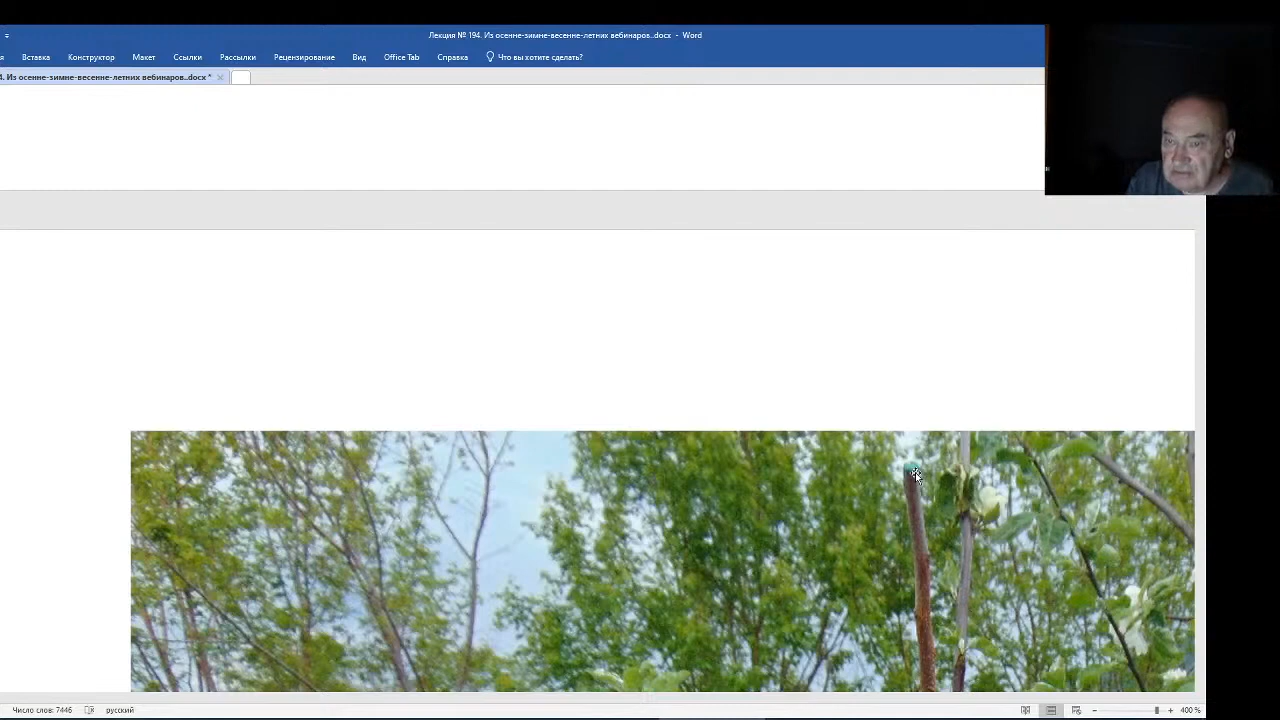 Лекция № 194. Из осенне-зимне-весенне-летних вебинаров..docx - Word
я Вставка Конструктор Макет Ссылки Рассылки Рецензирование Вид Office Tab Справка Что вы хотите сделать?
4. Из осенне-зимне-весенне-летних вебинаров..docx *
Число слов: 7446 русский 400 %